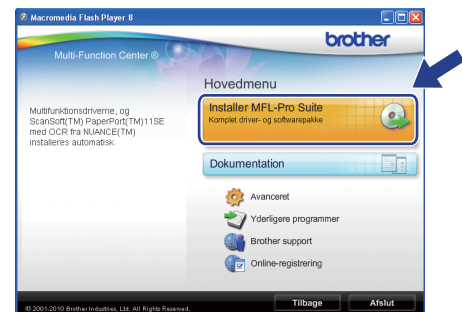 Macromedia Flash Player 8
brother
Multi-Function Center ®
Hovedmenu
Multifunktionsdriverne, og
ScanSoft(TM) PaperPort(TM)11SE
med OCR fra NUANCE(TM)
installeres automatisk.
Installer MFL-Pro Suite
Komplet driver- og softwarepakke
Dokumentation
Avanceret
Yderligere programmer
Brother support
Online-registrering
© 2001-2010 Brother Industries, Ltd. All Rights Reserved.
Tilbage
Afslut